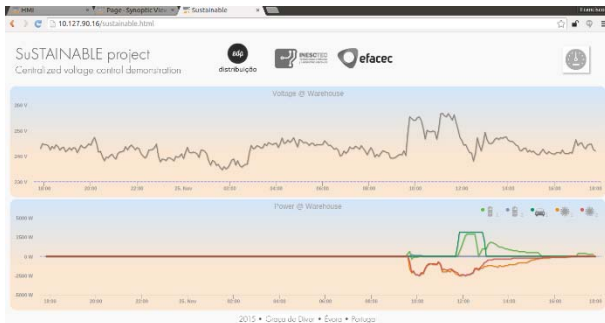 HMI
Page - Synoptic View
Sustainable
10.127.90.16/sustainable.html
SuSTAINABLE project
Centralized voltage control demonstration
edp
distribuição
INESCTEC
efacec
Voltage @ Warehouse
260 V
250 V
240 V
230 V
18:00 20:00 22:00 25. Nov 02:00 04:00 06:00 08:00 10:00 12:00 14:00 16:00 18:00
Power @ Warehouse
5000 W
2500 W
0 W
-2500 W
-5000 W
18:00 20:00 22:00 25. Nov 02:00 04:00 06:00 08:00 10:00 12:00 14:00 16:00 18:00
2015 • Graça do Divor • Évora • Portugal